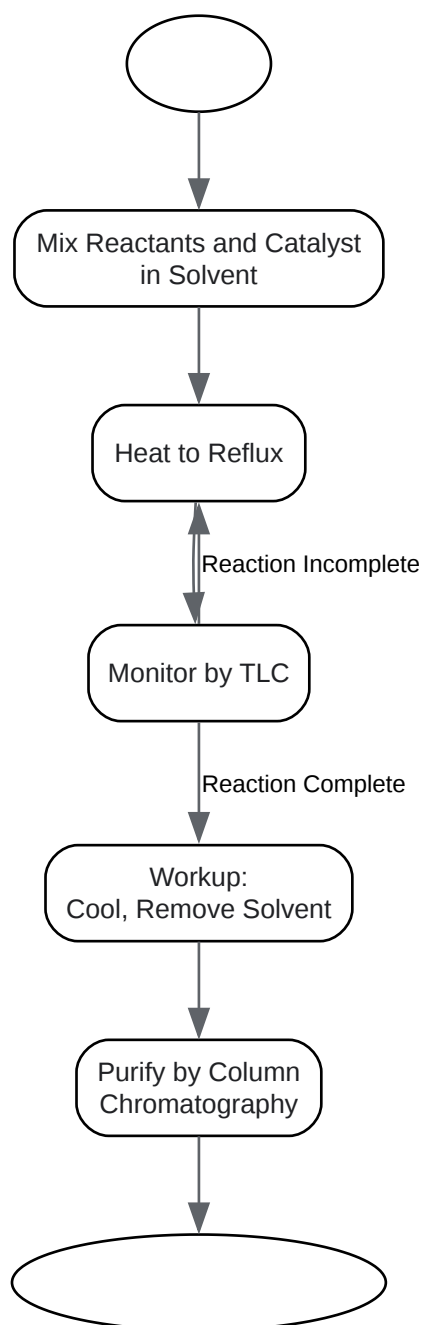 Mix Reactants and Catalyst
in Solvent
Heat to Reflux
Reaction Incomplete
Monitor by TLC
Reaction Complete
Workup:
Cool, Remove Solvent
Purify by Column
Chromatography